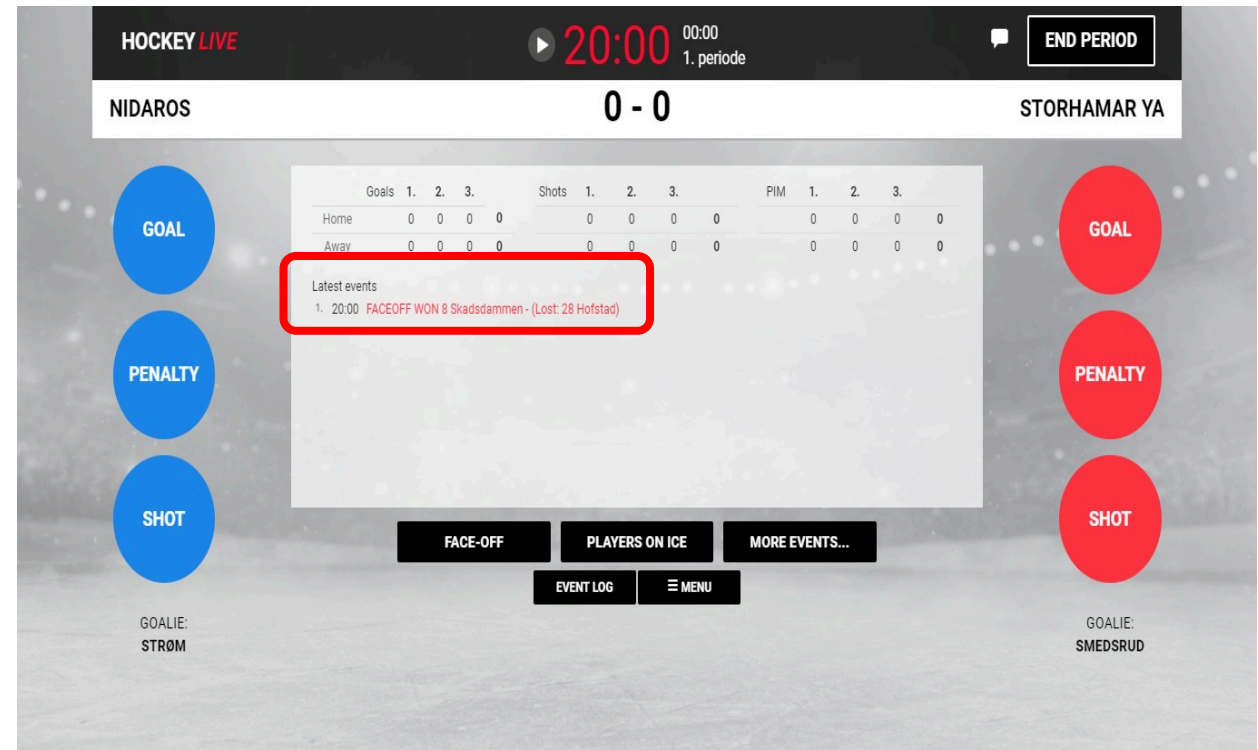 HOCKEY LIVE
20:00
00:00
1. periode
END PERIOD
NIDAROS
0 - 0
STORHAMAR YA
Goals 1. 2. 3. Shots 1. 2. 3. PIM 1. 2. 3.
Home 0 0 0 0 0 0 0 0 0 0 0 0
Away 0 0 0 0 0 0 0 0 0 0 0 0
Latest events
1. 20:00 FACEOFF WON 8 Skadsdammen - (Lost: 28 Hofstad)
GOAL
PENALTY
SHOT
GOALIE:
STRØM
GOAL
PENALTY
SHOT
GOALIE:
SMEDSRUD
FACE-OFF
PLAYERS ON ICE
MORE EVENTS...
EVENT LOG
MENU